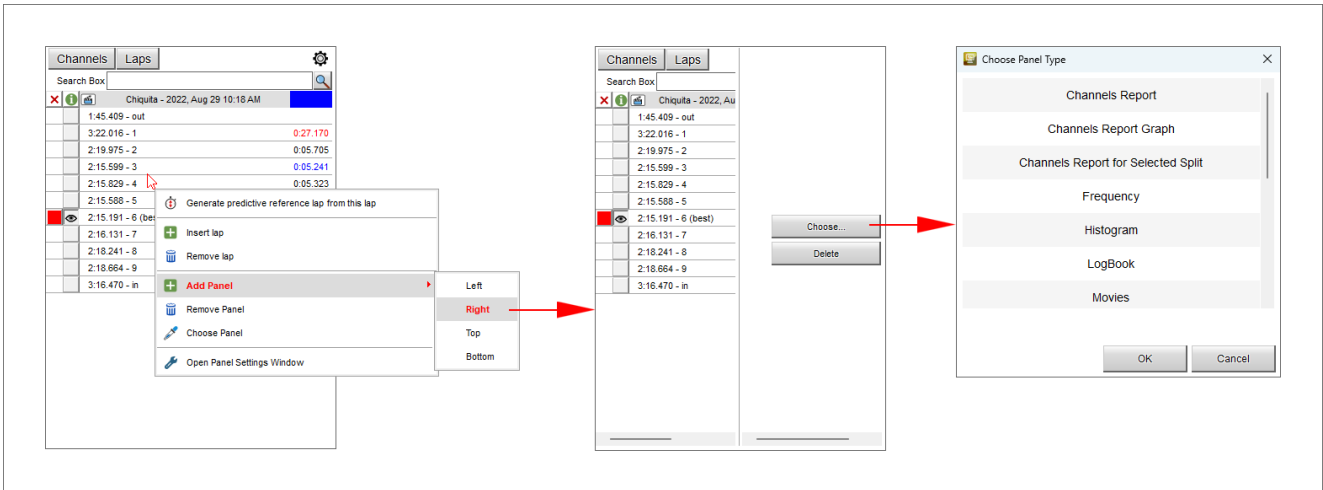 Channels Laps
Search Box
Chiquita - 2022, Aug 29 10:18 AM
1:45.409 - out
3:22.016 - 1 0:27.170
2:19.975 - 2 0:05.705
2:15.599 - 3 0:05.241
2:15.829 - 4 0:05.323
2:15.588 - 5
2:15.191 - 6 (bes
2:16.131 - 7
2:18.241 - 8
2:18.664 - 9
3:16.470 - in
Generate predictive reference lap from this lap
Insert lap
Remove lap
Add Panel
Remove Panel
Choose Panel
Open Panel Settings Window
Left
Right
Top
Bottom
Channels Laps
Search Box
Chiquita - 2022, Au
1:45.409 - out
3:22.016 - 1
2:19.975 - 2
2:15.599 - 3
2:15.829 - 4
2:15.588 - 5
2:15.191 - 6 (best)
2:16.131 - 7
2:18.241 - 8
2:18.664 - 9
3:16.470 - in
Choose...
Delete
Choose Panel Type
Channels Report
Channels Report Graph
Channels Report for Selected Split
Frequency
Histogram
LogBook
Movies
OK Cancel